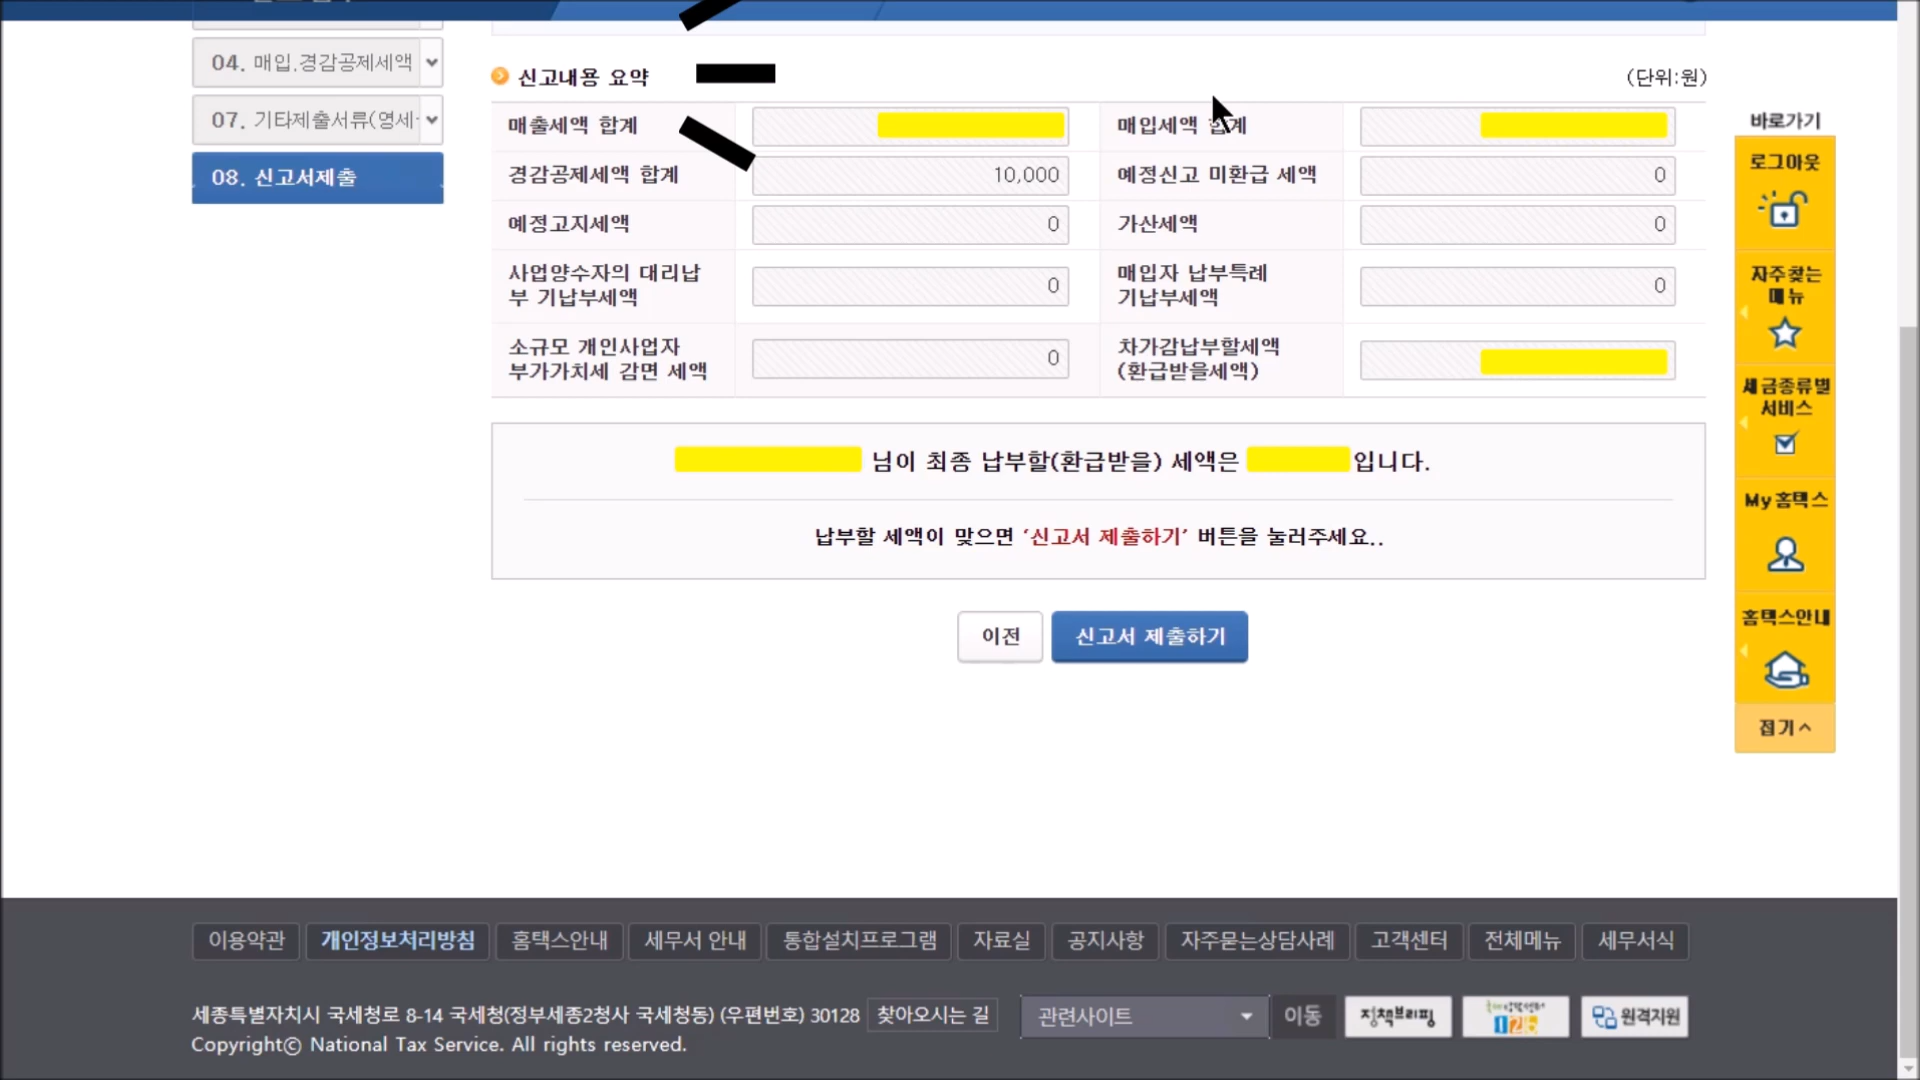 04. 매입.경감공제세액
07. 기타제출서류(명세
08. 신고서제출
신고내용 요약
(단위:원)
매출세액 합계
매입세액 합계
경감공제세액 합계
10,000
예정신고 미환급 세액
0
예정고지세액
0
가산세액
0
사업양수자의 대리납
부 기납부세액
0
매입자 납부특례
기납부세액
0
소규모 개인사업자
부가가치세 감면 세액
0
차가감납부할세액
(환급받을세액)
님이 최종 납부할(환급받을) 세액은 입니다.
납부할 세액이 맞으면 ‘신고서 제출하기’ 버튼을 눌러주세요..
이전
신고서 제출하기
바로가기
로그아웃
자주찾는
메뉴
세금종류별
서비스
My홈택스
홈택스안내
접기
이용약관
개인정보처리방침
홈택스안내
세무서 안내
통합설치프로그램
자료실
공지사항
자주묻는상담사례
고객센터
전체메뉴
세무서식
세종특별자치시 국세청로 8-14 국세청(정부세종2청사 국세청동) (우편번호) 30128
찾아오시는 길
관련사이트
이동
정책브리핑
원격지원
Copyright© National Tax Service. All rights reserved.